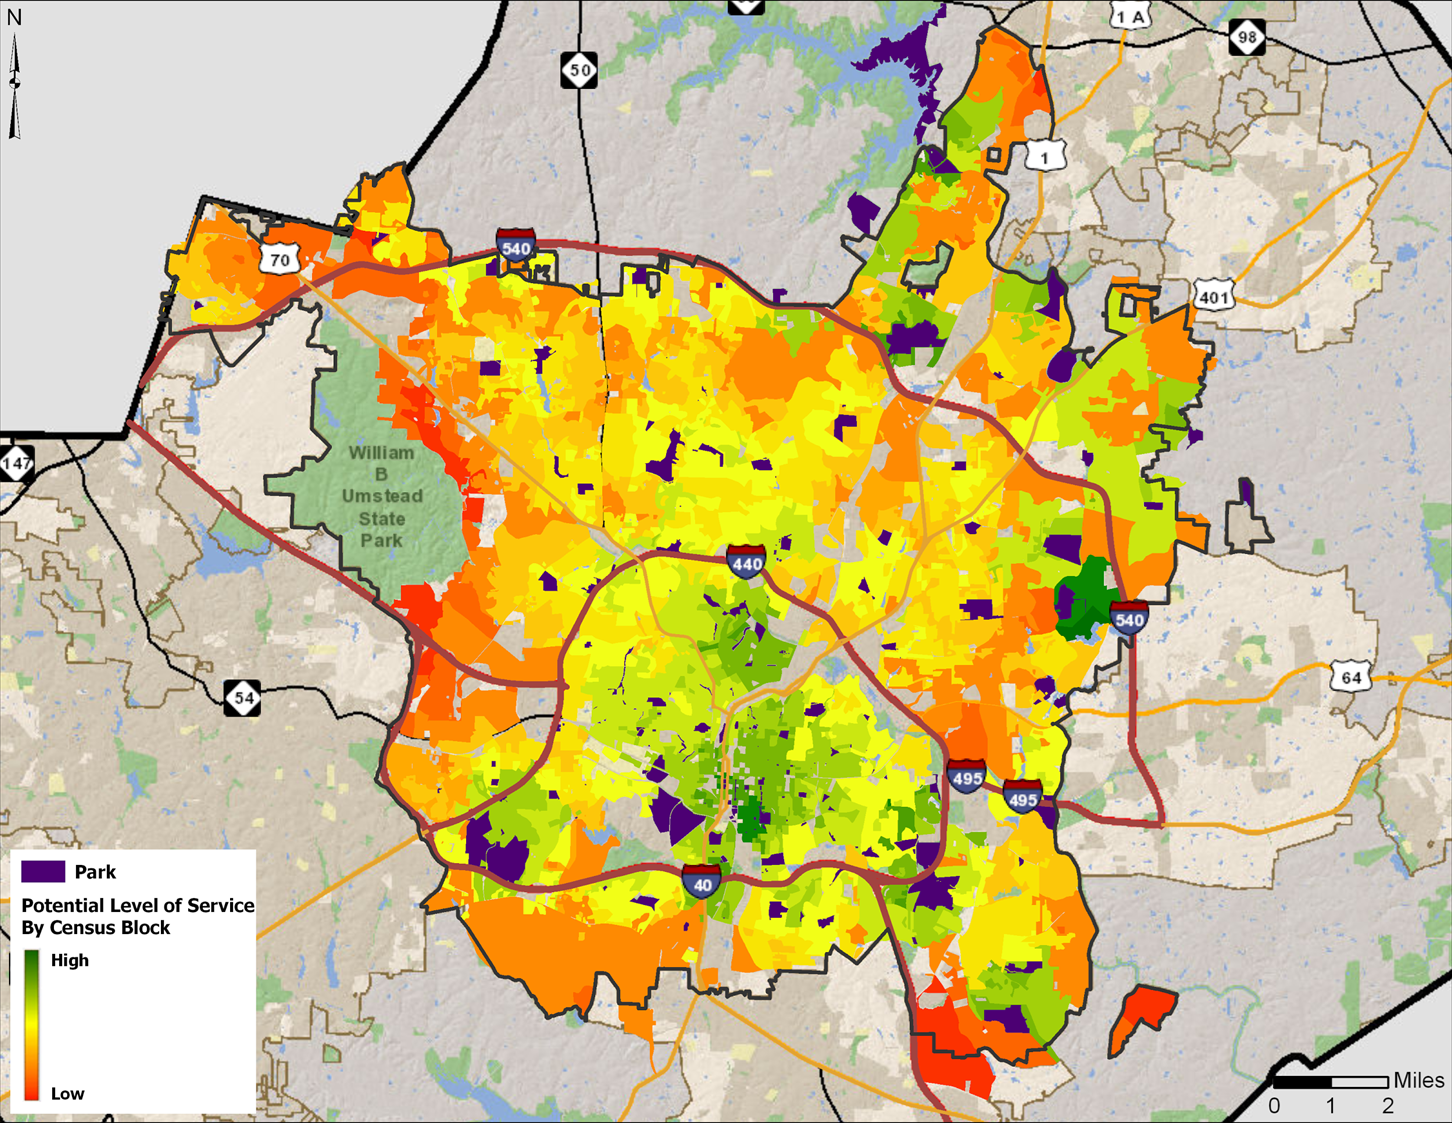 N
1 A
98
50
1
540
70
401
147
William
B
Umstead
State
Park
440
540
64
54
495
495
40
Park
Potential Level of Service
By Census Block
High
Low
Miles
0 1 2